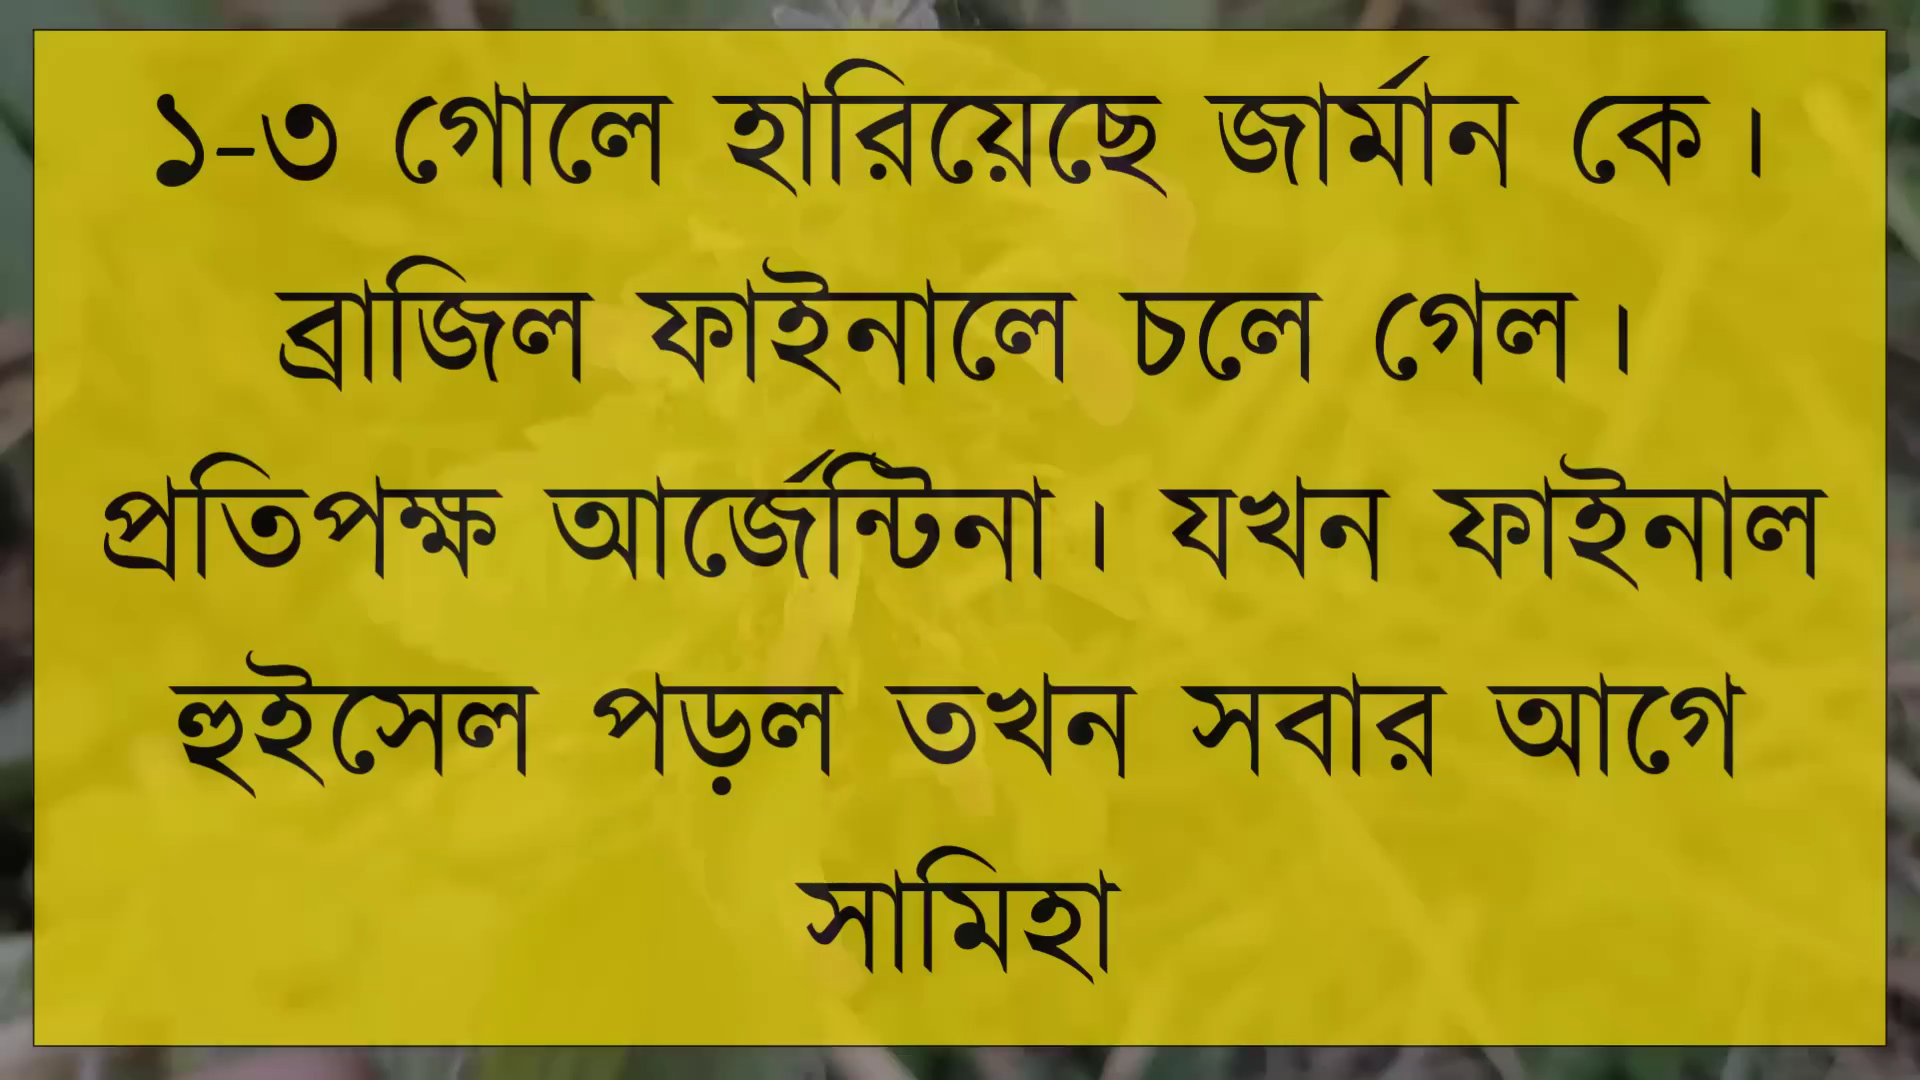 ১-৩ গোলে হারিয়েছে জার্মান কে।
ব্রাজিল ফাইনালে চলে গেল।
প্রতিপক্ষ আর্জেন্টিনা। যখন ফাইনাল
হুইসেল পড়ল তখন সবার আগে
সামিহা